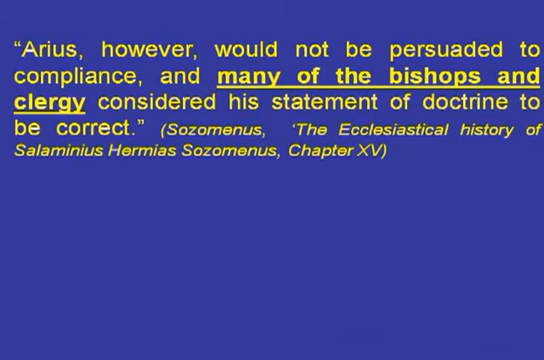 “Arius, however, would not be persuaded to
compliance, and many of the bishops and
clergy considered his statement of doctrine to
be correct.” (Sozomenus, ‘The Ecclesiastical history of
Salaminius Hermias Sozomenus, Chapter XV)